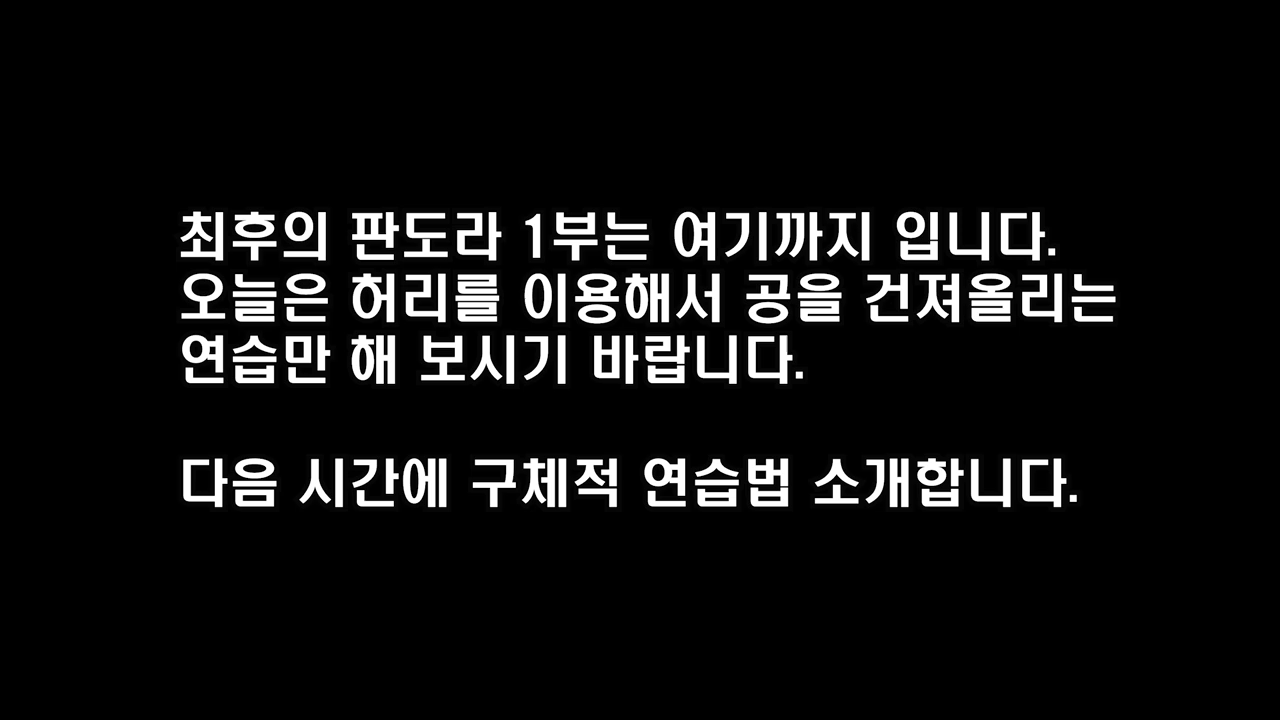 최후의 판도라 1부는 여기까지 입니다.
오늘은 허리를 이용해서 공을 건져올리는
연습만 해 보시기 바랍니다.
다음 시간에 구체적 연습법 소개합니다.